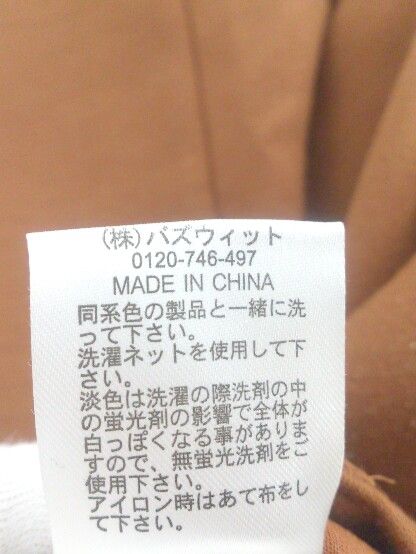 (株)バズウィット
0120-746-497
MADE IN CHINA
同系色の製品と一緒に洗
って下さい。
洗濯ネットを使用して下
さい。
淡色は洗濯の際洗剤の中
の蛍光剤の影響で全体が
白っぽくなる事がありま
すので、無蛍光洗剤をご
使用下さい。
アイロン時はあて布をし
て下さい。